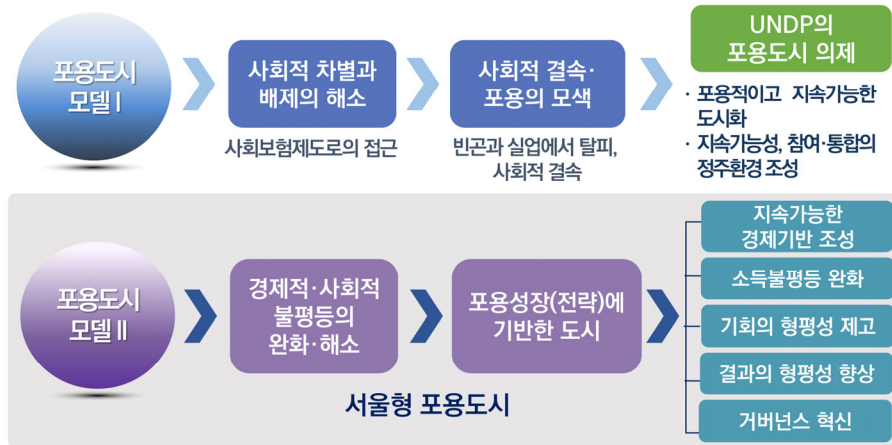 포용도시
모델 I
사회적 차별과
배제의 해소
사회보험제도로의 접근
사회적 결속·
포용의 모색
빈곤과 실업에서 탈피,
사회적 결속
UNDP의
포용도시 의제
· 포용적이고 지속가능한
도시화
· 지속가능성, 참여·통합의
정주환경 조성
포용도시
모델 II
경제적·사회적
불평등의
완화·해소
포용성장(전략)에
기반한 도시
서울형 포용도시
지속가능한
경제기반 조성
소득불평등 완화
기회의 형평성 제고
결과의 형평성 향상
거버넌스 혁신